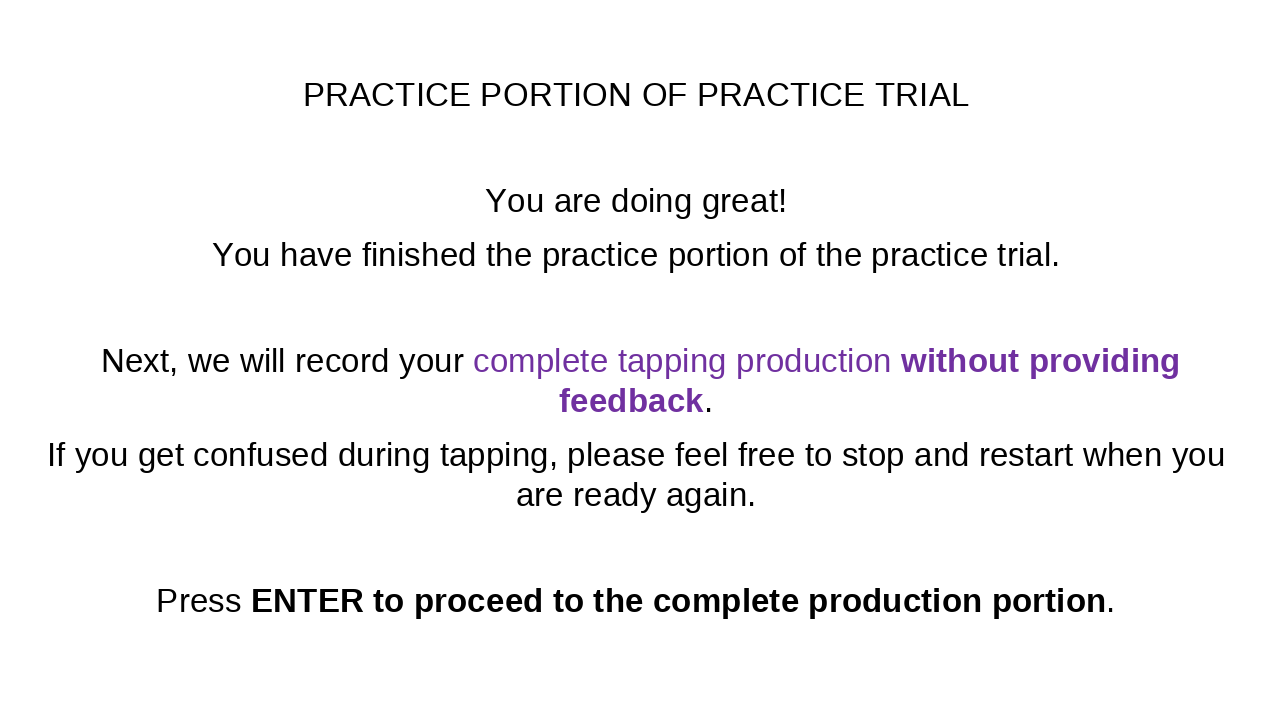 PRACTICE PORTION OF PRACTICE TRIAL
You are doing great!
You have finished the practice portion of the practice trial.
Next, we will record your complete tapping production without providing
feedback.
If you get confused during tapping, please feel free to stop and restart when you
are ready again.
Press ENTER to proceed to the complete production portion.